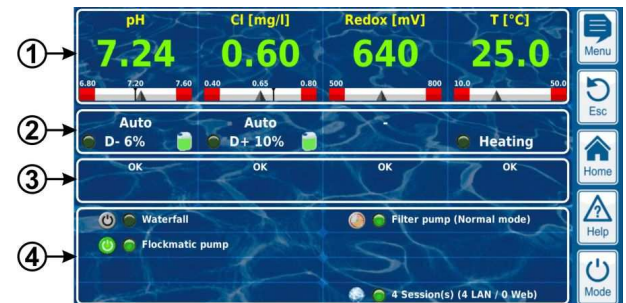 pH Cl [mg/l] Redox [mV] T [°C]
1 7.24 0.60 640 25.0
6.80 7.20 7.60 0.40 0.65 0.80 500 800 10.0 50.0
Menu
Esc
2 Auto Auto -
D- 6% D+ 10% Heating
3 OK OK OK OK
Home
4 Waterfall Filter pump (Normal mode)
Help
Flockmatic pump
4 Session(s) (4 LAN / 0 Web)
Mode